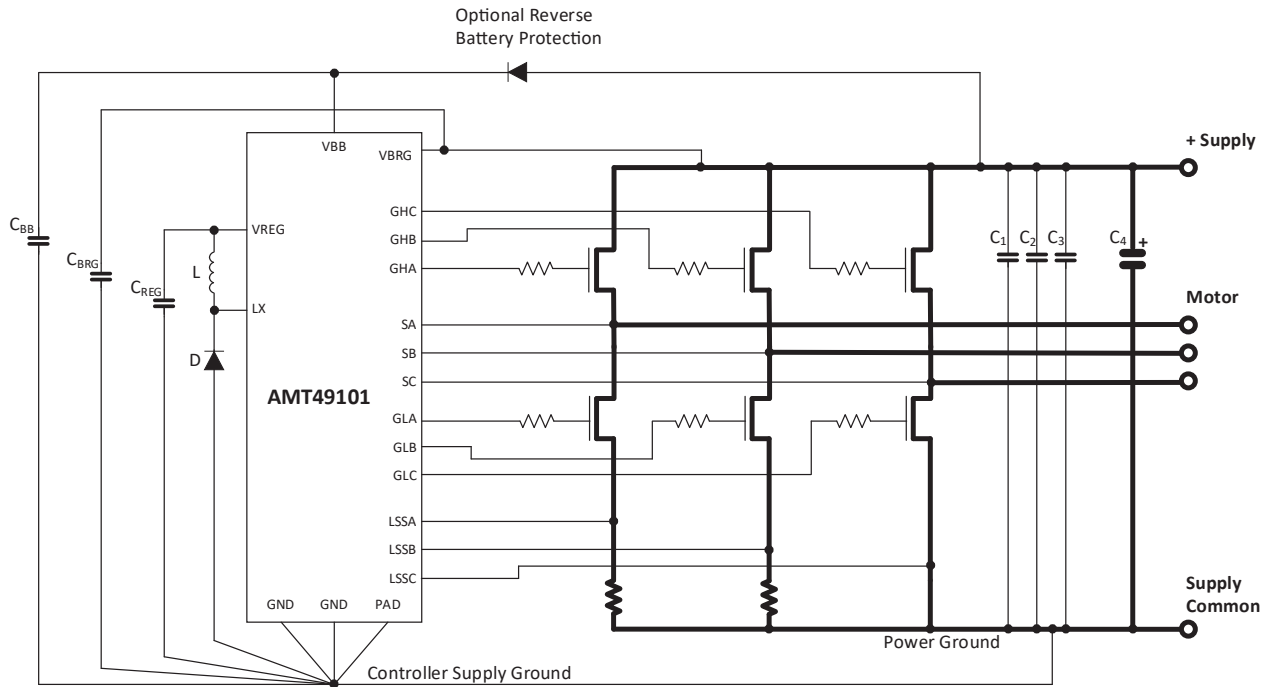 Optional Reverse
Battery Protection
VBB
VBRG
+ Supply
GHC
GHB
GHA
CBB
CBRG
CREG
VREG
L
LX
D
C1
C2
C3
C4
+
Motor
SA
SB
SC
AMT49101
GLA
GLB
GLC
LSSA
LSSB
LSSC
GND
GND
PAD
Supply
Common
Power Ground
Controller Supply Ground